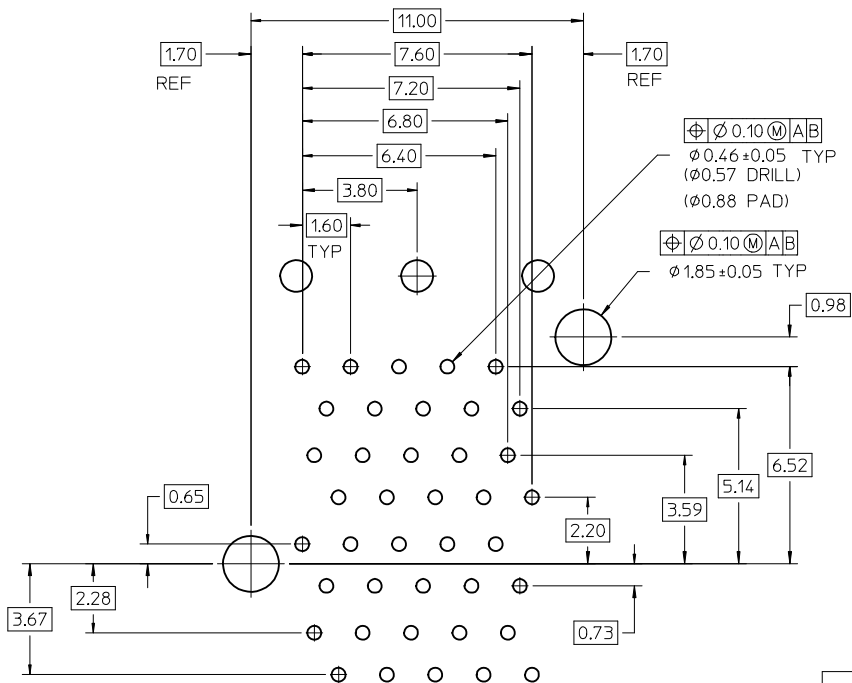 11.00
1.70
7.60
1.70
REF
REF
7.20
6.80
⌖ Ø 0.10 Ⓜ A B
Ø0.46±0.05 TYP
(Ø0.57 DRILL)
(Ø0.88 PAD)
6.40
3.80
1.60
TYP
⌖ Ø 0.10 Ⓜ A B
Ø1.85±0.05 TYP
0.98
6.52
5.14
3.59
0.65
2.20
2.28
3.67
0.73